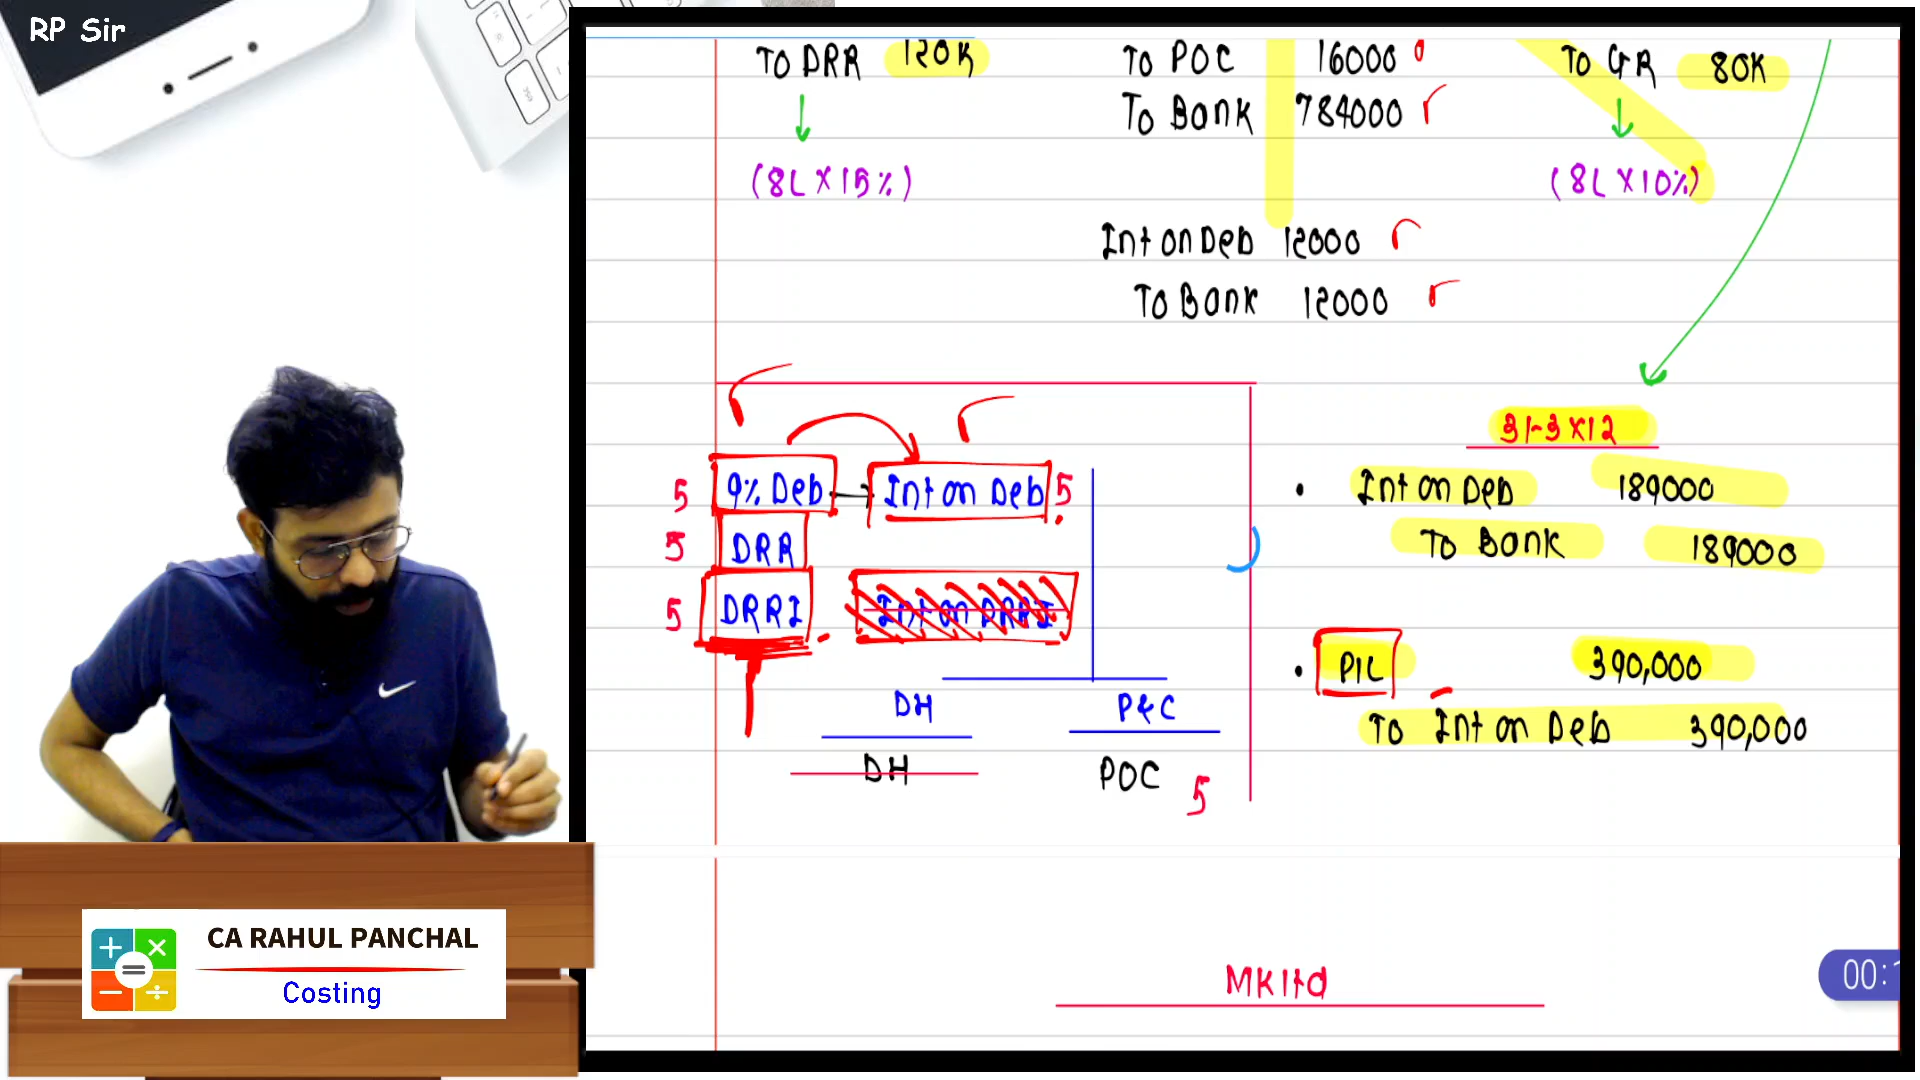 RP Sir
TO DRR 120K
↓
(8L X 15%)
TO POC 16000
TO Bank 784000
TO GR 80K
↓
(8L X 10%)
Int on Deb 12000
TO Bank 12000
5 9% Deb → Int on Deb 5
5 DRR
5 DRRI Int on DRRI
DH P&C
DH POC 5
31-3 X12
• Int on Deb 189000
To Bank 189000
• P/L 390,000
To Int on Deb 390,000
MK ltd
CA RAHUL PANCHAL
Costing